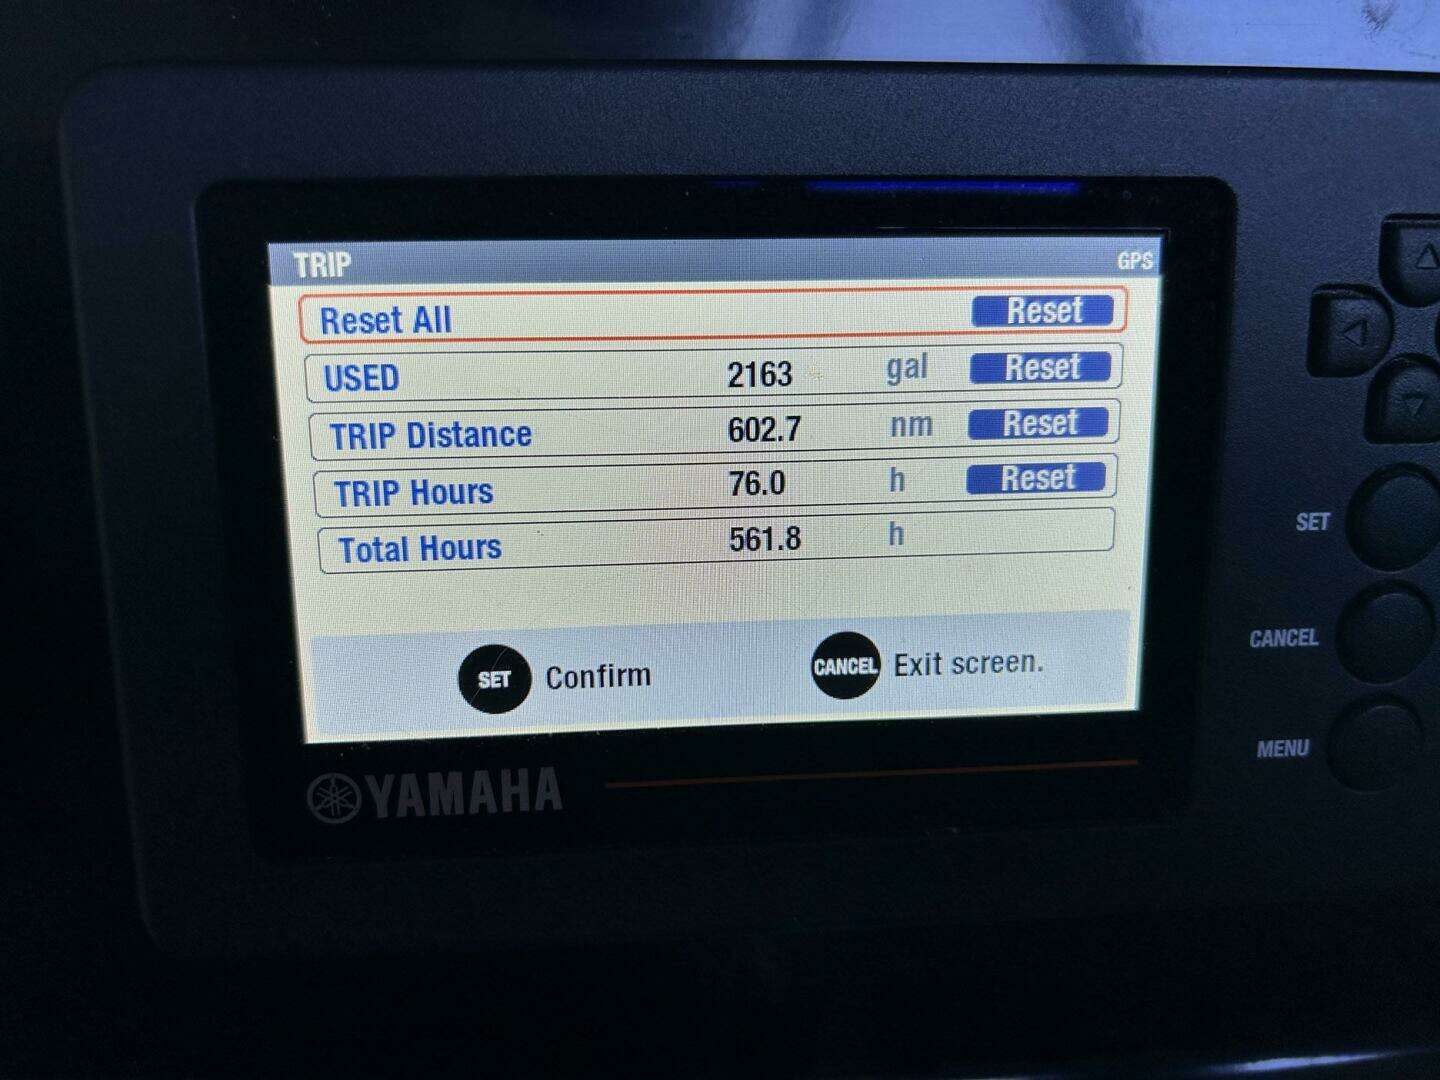 TRIP GPS
Reset All Reset
USED 2163 gal Reset
TRIP Distance 602.7 nm Reset
TRIP Hours 76.0 h Reset
Total Hours 561.8 h
SET Confirm CANCEL Exit screen.
YAMAHA
SET
CANCEL
MENU